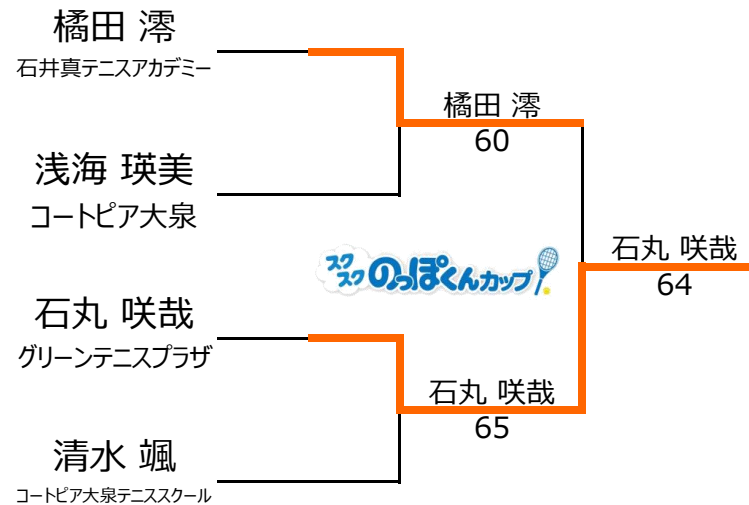 橘田 澪
石井真テニスアカデミー
橘田 澪
60
浅海 瑛美
コートピア大泉
スク
スク のっぽくんカップ
石丸 咲哉
64
石丸 咲哉
グリーンテニスプラザ
石丸 咲哉
65
清水 颯
コートピア大泉テニススクール